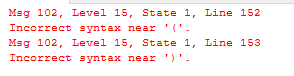 Msg 102, Level 15, State 1, Line 152
Incorrect syntax near '('.
Msg 102, Level 15, State 1, Line 153
Incorrect syntax near ')'.